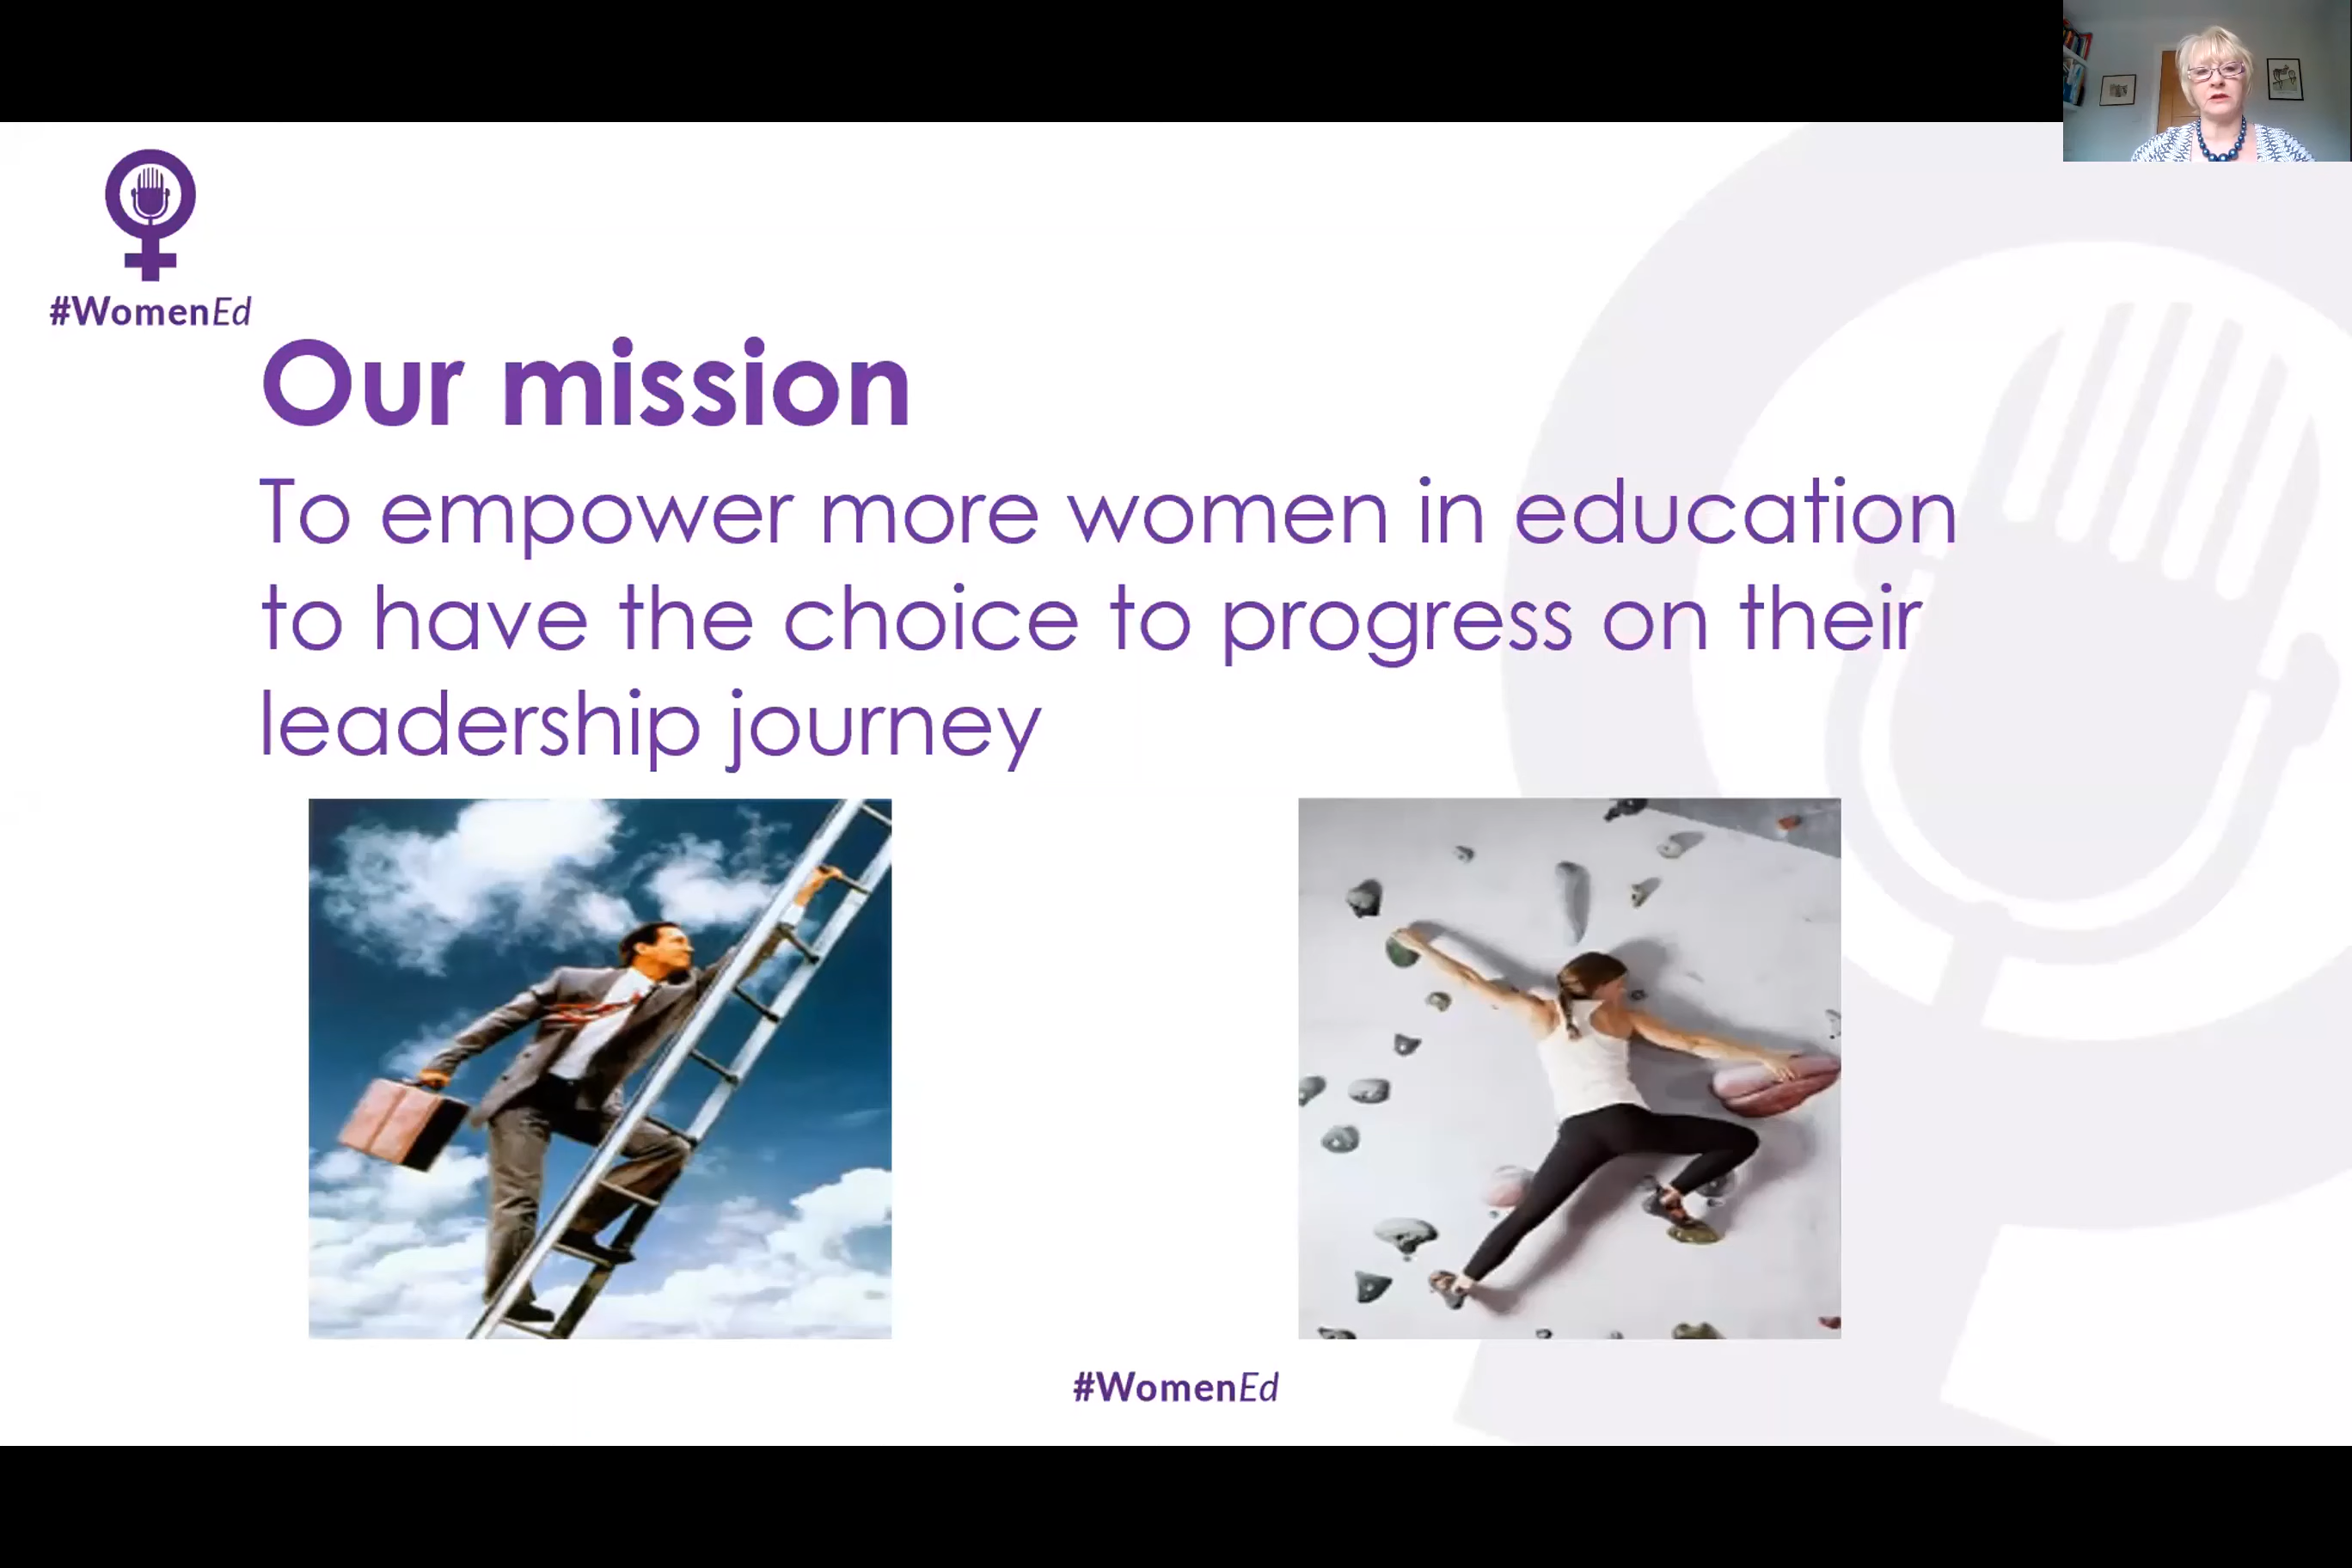 #WomenEd
Our mission
To empower more women in education
to have the choice to progress on their
leadership journey
#WomenEd